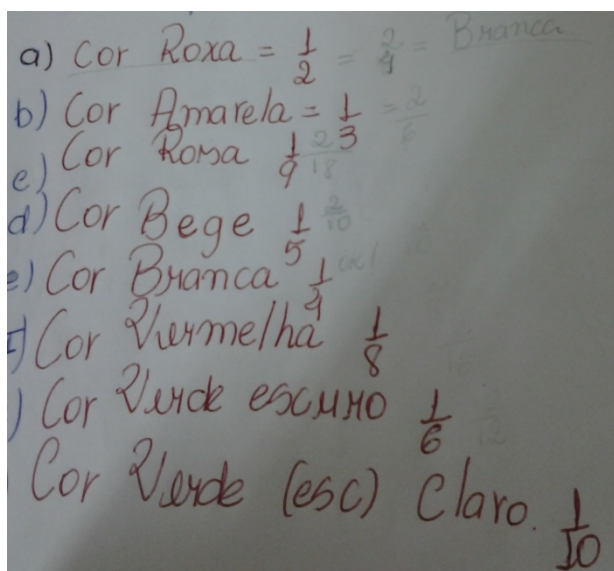 a) Cor Roxa = 1/2 = 2/4 = Branca
b) Cor Amarela = 1/3 = 2/6
c) Cor Rosa 1/9 2/18
d) Cor Bege 1/5 2/10
e) Cor Branca 1/4
Cor Vermelha 1/8
) Cor Verde escuro 1/6 2/12
Cor Verde (esc) Claro. 1/10